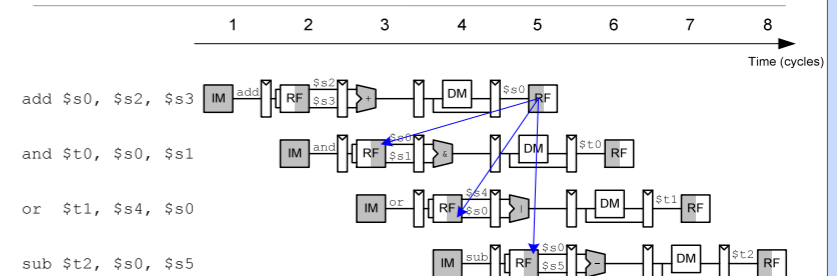 1 2 3 4 5 6 7 8
Time (cycles)
add $s0, $s2, $s3 IM add RF $s2 $s3 + DM $s0 RF
and $t0, $s0, $s1 IM and RF $s0 $s1 & DM $t0 RF
or $t1, $s4, $s0 IM or RF $s4 $s0 | DM $t1 RF
sub $t2, $s0, $s5 IM sub RF $s0 $s5 - DM $t2 RF